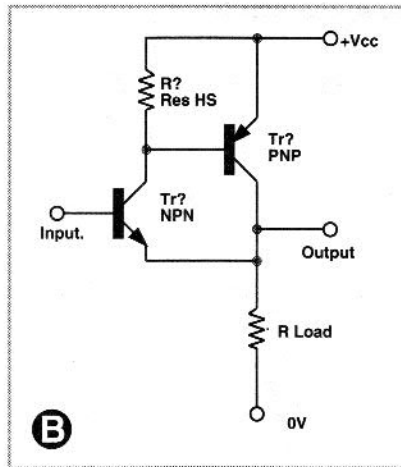 +Vcc
R?
Res HS
Tr?
PNP
Tr?
NPN
Input.
Output
R Load
0V
B